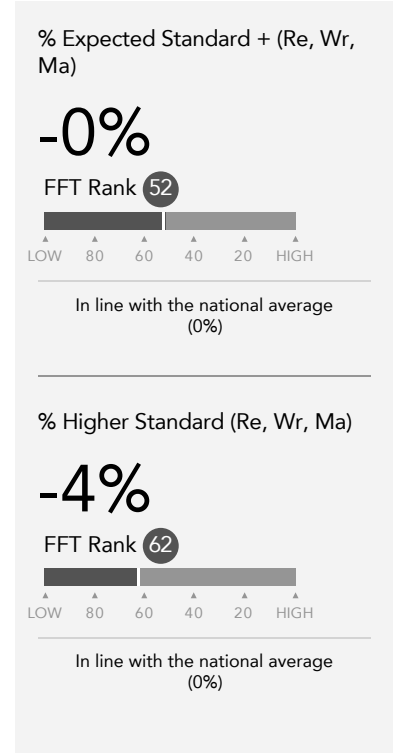 % Expected Standard + (Re, Wr,
Ma)
-0%
FFT Rank 52
LOW 80 60 40 20 HIGH
In line with the national average
(0%)
% Higher Standard (Re, Wr, Ma)
-4%
FFT Rank 62
LOW 80 60 40 20 HIGH
In line with the national average
(0%)